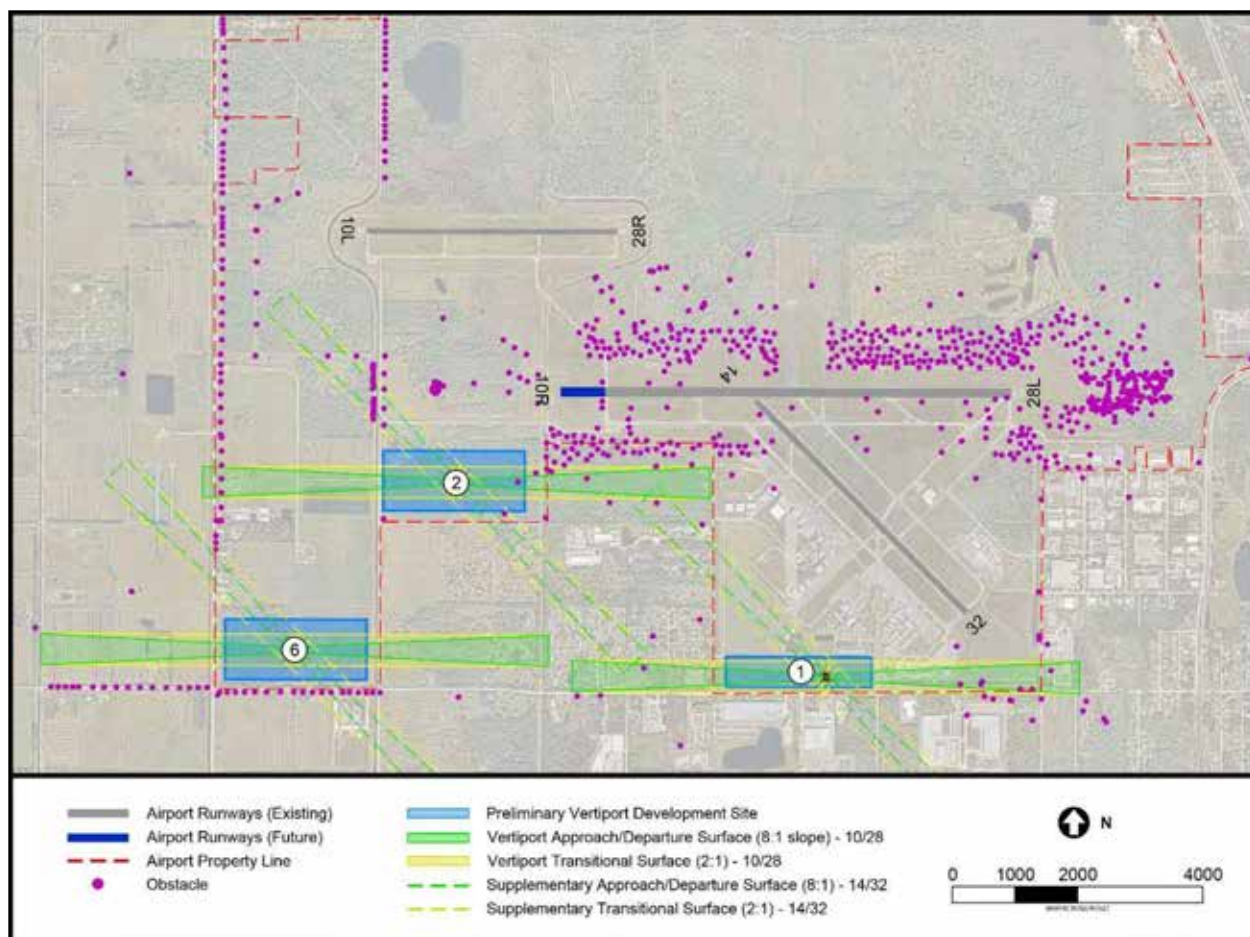 10L
28R
14
10R
28L
2
32
6
1
Airport Runways (Existing)
Airport Runways (Future)
Airport Property Line
Obstacle
Preliminary Vertiport Development Site
Vertiport Approach/Departure Surface (8:1 slope) - 10/28
Vertiport Transitional Surface (2:1) - 10/28
Supplementary Approach/Departure Surface (8:1) - 14/32
Supplementary Transitional Surface (2:1) - 14/32
N
0 1000 2000 4000